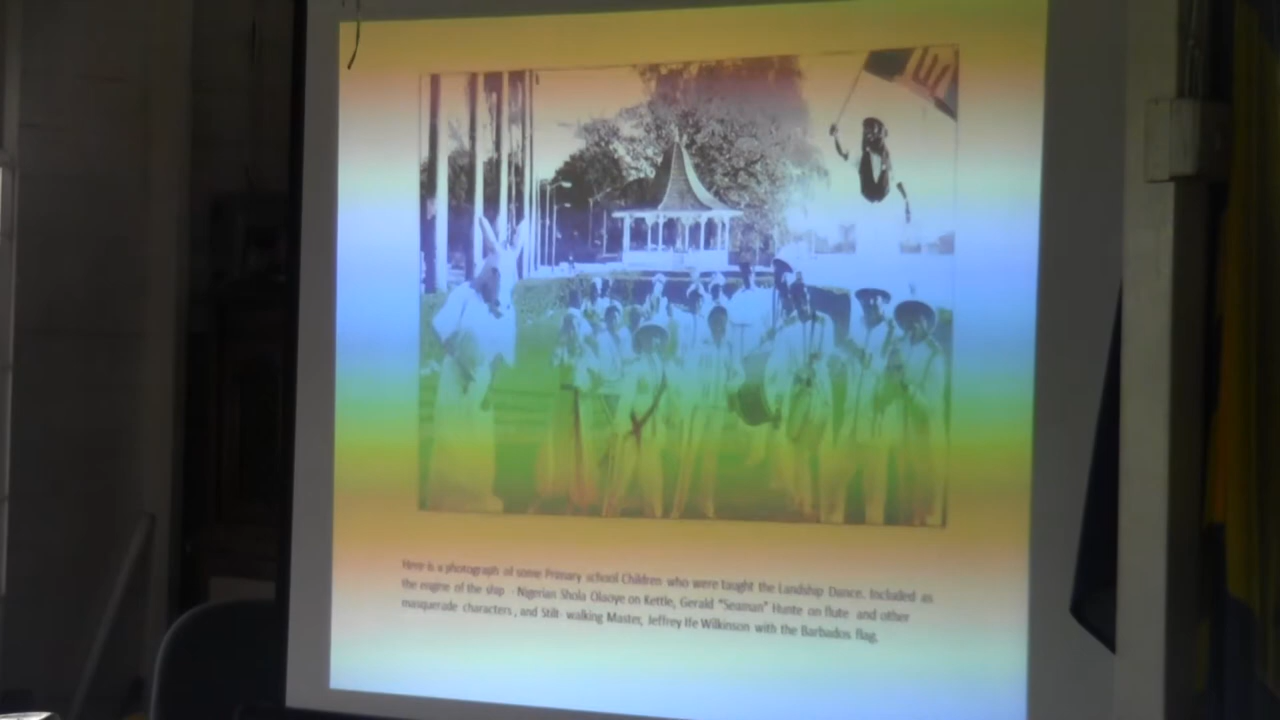 Here is a photograph of some Primary school Children who were taught the Landship Dance. Included as
the engine of the ship - Nigerian Shola Olaoye on Kettle, Gerald "Seaman" Hunte on flute and other
masquerade characters, and Stilt- walking Master, Jeffrey Ife Wilkinson with the Barbados flag.